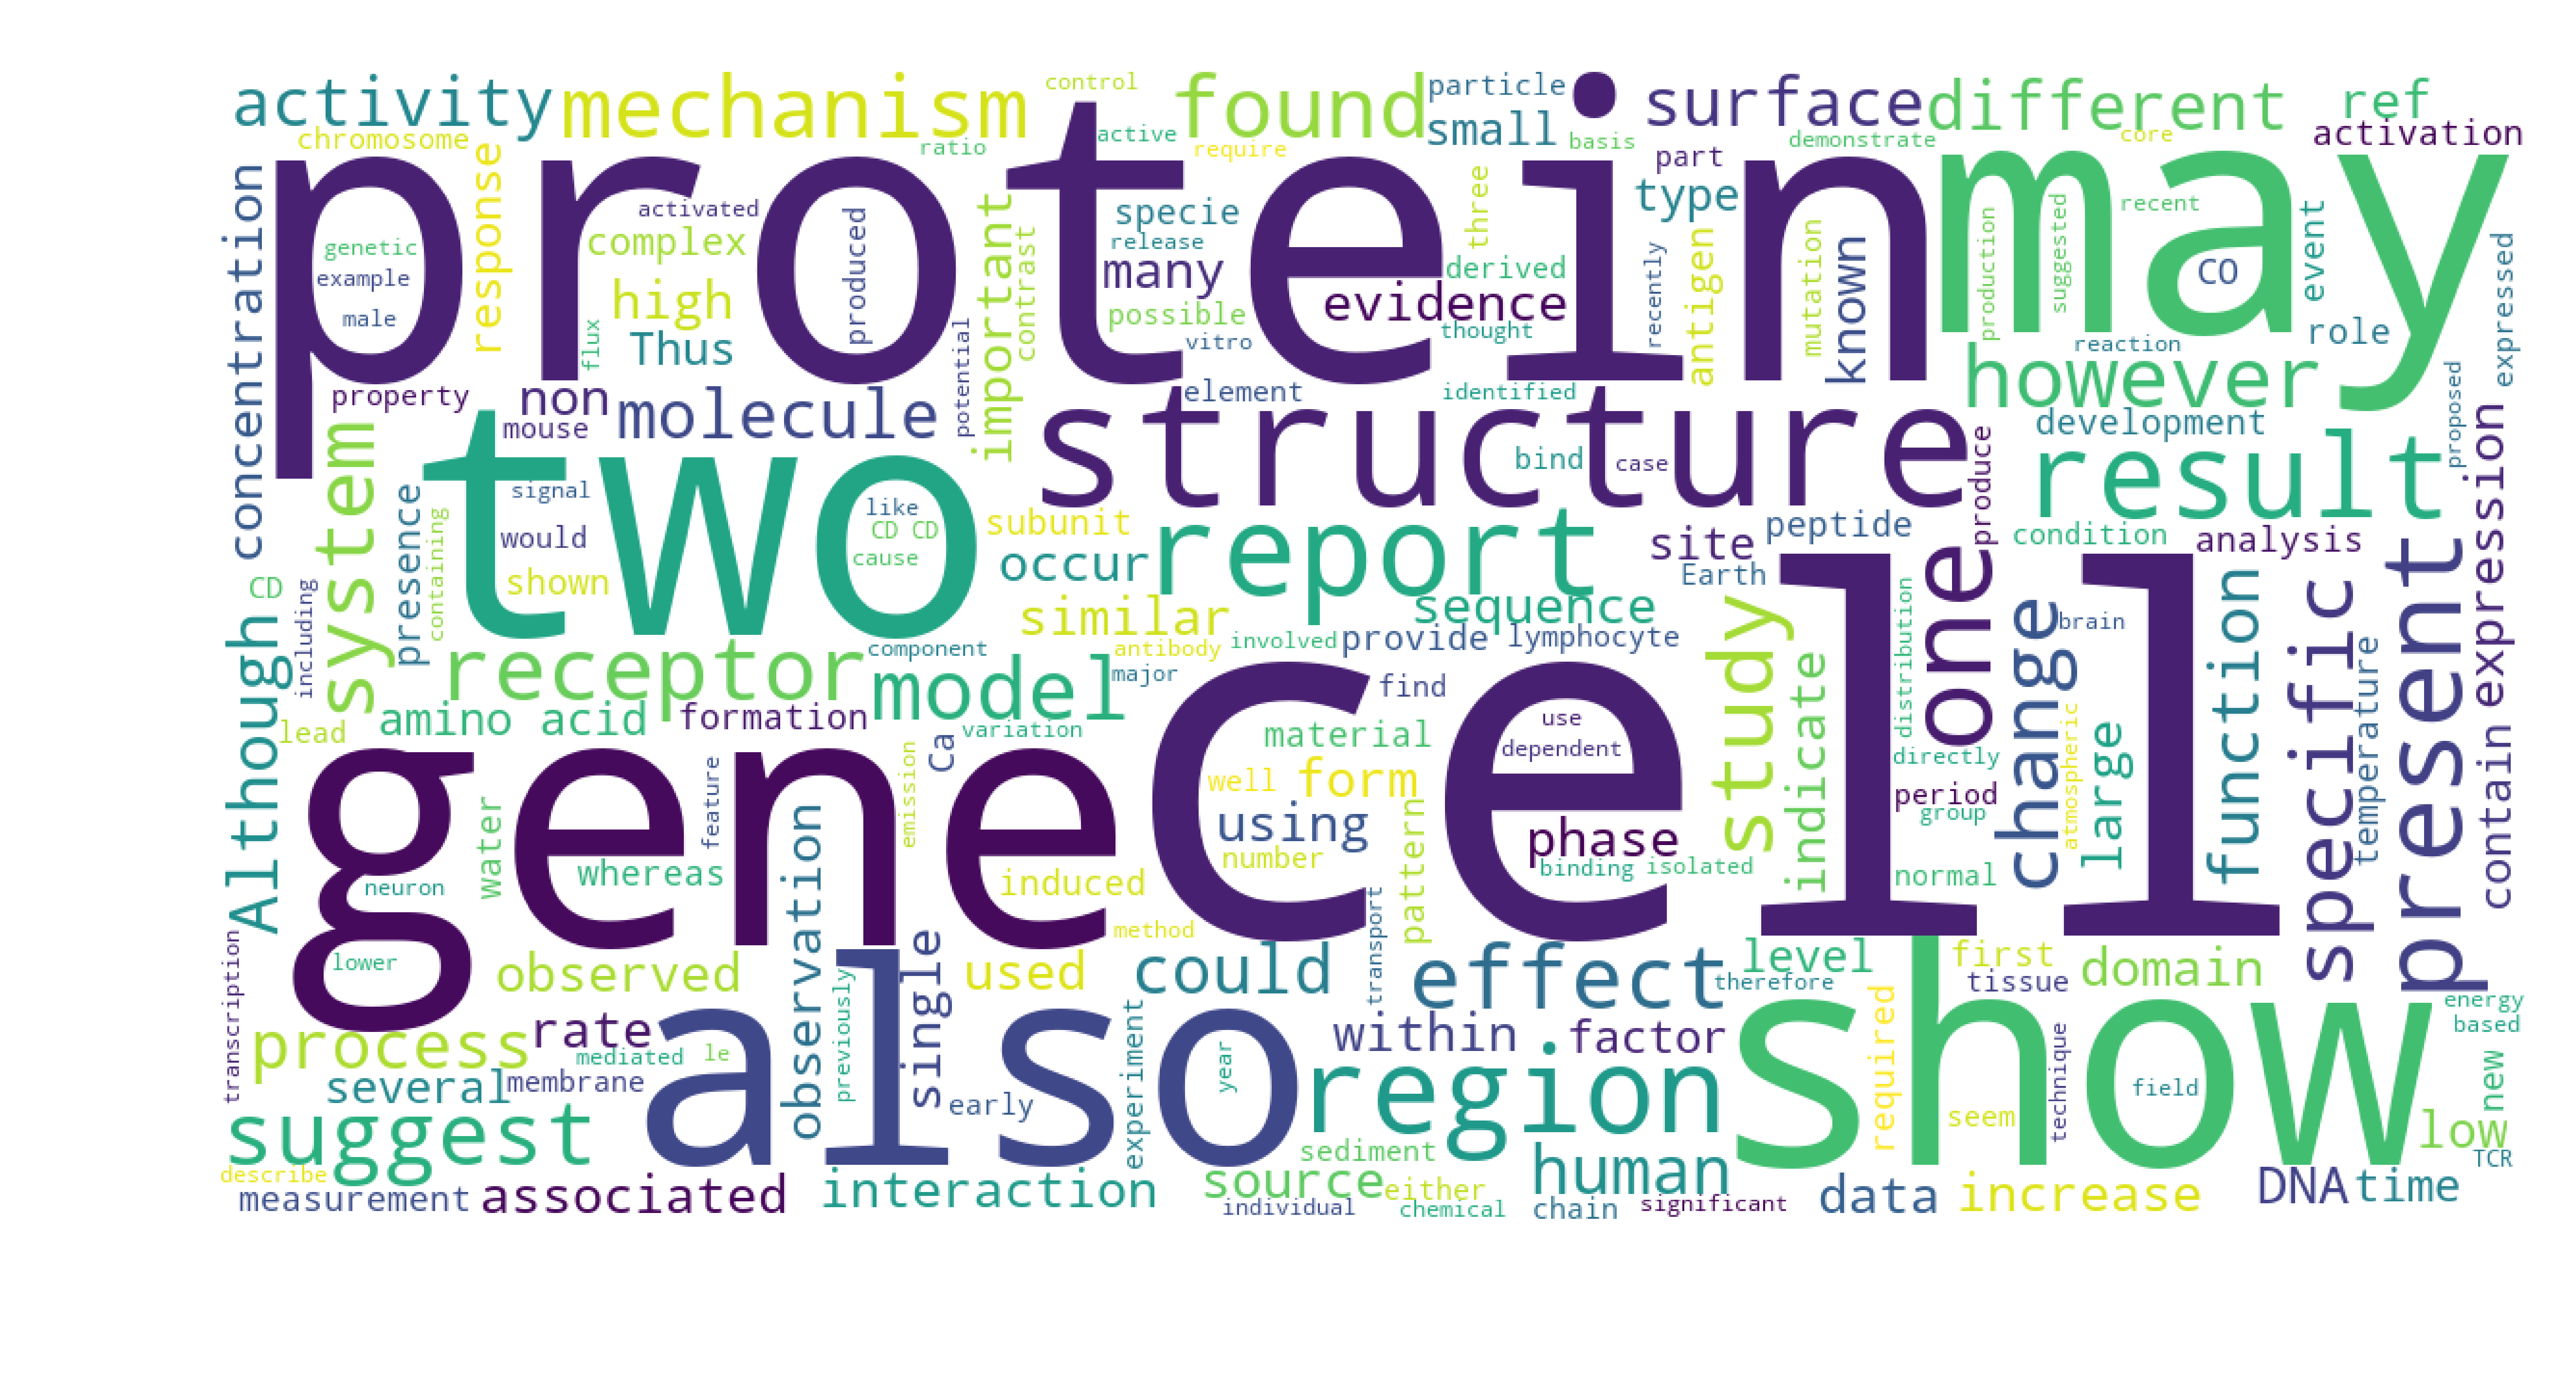 activity
mechanism
control
found
particle
small
surface
different
ref
chromosome
ratio
active
require
basis
part
demonstrate
core
activation
protein
may
concentration
response
genetic
example
male
activated
complex
high
Thus
flux
produced
potential
important
contrast
specie
release
many
possible
vitro
three
derived
evidence
thought
type
recently
antigen
mutation
known
production
suggested
recent
CO
event
role
reaction
expressed
property
non
molecule
element
identified
however
mouse
structure
development
proposed
system
two
signal
like
CD CD
cause
would
shown
presence
containing
subunit
occur
report
bind
case
site
peptide
Earth
produce
result
condition
analysis
expression
CD
including
Although
similar
sequence
one
receptor
component
antibody
major
involved
provide
lymphocyte
study
indicate
distribution
change
brain
function
specific
present
temperature
contain
lead
amino acid
formation
model
variation
Ca
find
material
use
dependent
directly
atmospheric
large
gene
cell
feature
emission
well
form
using
number
phase
period
group
binding
isolated
normal
water
whereas
neuron
induced
method
pattern
transport
observation
lower
observed
single
used
could
effect
level
therefore
first
tissue
domain
transcription
process
rate
mediated
le
previously
also
show
energy
based
within
factor
required
technique
new
several
membrane
early
year
experiment
region
field
seem
suggest
low
describe
measurement
associated
interaction
sediment
source
either
individual
chemical
human
chain
significant
data
increase
DNA
time
TCR